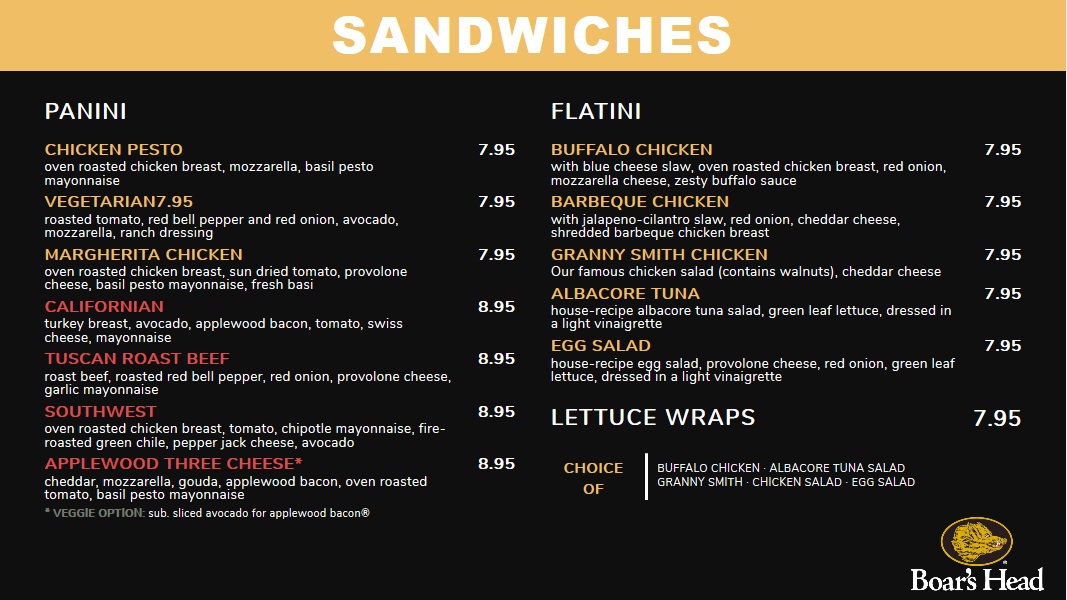 SANDWICHES
PANINI
CHICKEN PESTO 7.95
oven roasted chicken breast, mozzarella, basil pesto
mayonnaise
VEGETARIAN7.95 7.95
roasted tomato, red bell pepper and red onion, avocado,
mozzarella, ranch dressing
MARGHERITA CHICKEN 7.95
oven roasted chicken breast, sun dried tomato, provolone
cheese, basil pesto mayonnaise, fresh basi
CALIFORNIAN 8.95
turkey breast, avocado, applewood bacon, tomato, swiss
cheese, mayonnaise
TUSCAN ROAST BEEF 8.95
roast beef, roasted red bell pepper, red onion, provolone cheese,
garlic mayonnaise
SOUTHWEST 8.95
oven roasted chicken breast, tomato, chipotle mayonnaise, fire-
roasted green chile, pepper jack cheese, avocado
APPLEWOOD THREE CHEESE* 8.95
cheddar, mozzarella, gouda, applewood bacon, oven roasted
tomato, basil pesto mayonnaise
* VEGGIE OPTION: sub. sliced avocado for applewood bacon®
FLATINI
BUFFALO CHICKEN 7.95
with blue cheese slaw, oven roasted chicken breast, red onion,
mozzarella cheese, zesty buffalo sauce
BARBEQUE CHICKEN 7.95
with jalapeno-cilantro slaw, red onion, cheddar cheese,
shredded barbeque chicken breast
GRANNY SMITH CHICKEN 7.95
Our famous chicken salad (contains walnuts), cheddar cheese
ALBACORE TUNA 7.95
house-recipe albacore tuna salad, green leaf lettuce, dressed in
a light vinaigrette
EGG SALAD 7.95
house-recipe egg salad, provolone cheese, red onion, green leaf
lettuce, dressed in a light vinaigrette
LETTUCE WRAPS 7.95
CHOICE
OF
BUFFALO CHICKEN · ALBACORE TUNA SALAD
GRANNY SMITH · CHICKEN SALAD · EGG SALAD
Boar's Head